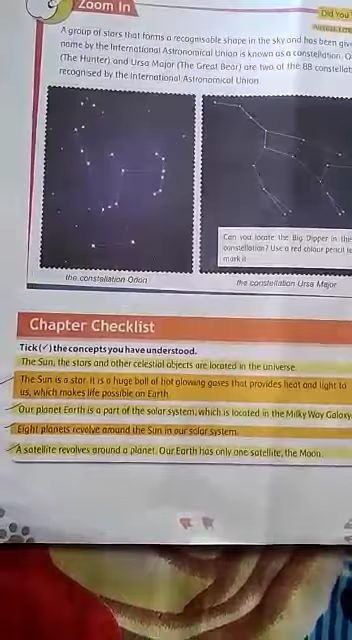 Zoom In
Did You
A group of stars that forms a recognisable shape in the sky and has been
name by the International Astronomical Union is known as a constellation.
(The Hunter) and Ursa Major (The Great Bear) are two of the 88
recognised by the International Astronomical Union.
Can you locate the Big Dipper in
constellation? Use a red colour pencil
mark it.
the constellation Orion
the constellation Ursa Major
Chapter Checklist
Tick (✓) the concepts you have understood.
The Sun, the stars and other celestial objects are located in the universe.
The Sun is a star. It is a huge ball of hot glowing gases that provides heat and light to
us, which makes life possible on Earth.
Our planet Earth is a part of the solar system, which is located in the Milky Way Galaxy
Eight planets revolve around the Sun in our solar system.
A satellite revolves around a planet. Our Earth has only one satellite, the Moon.